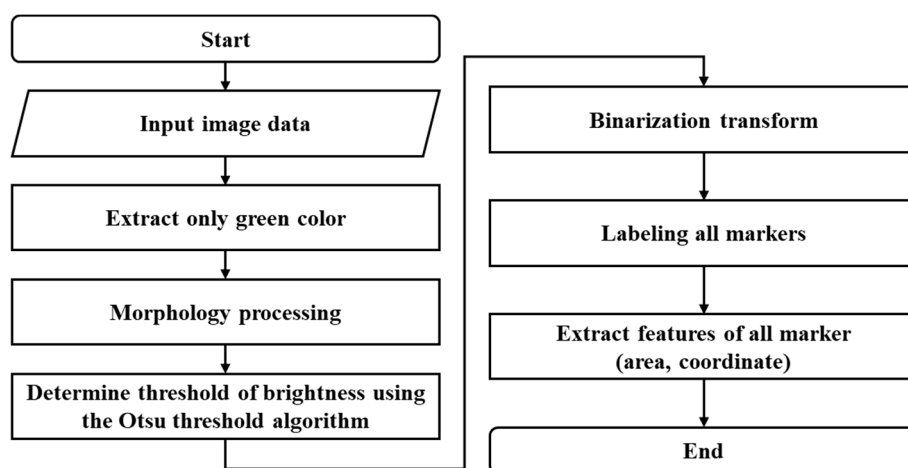 Start
Input image data
Extract only green color
Morphology processing
Determine threshold of brightness using
the Otsu threshold algorithm
Binarization transform
Labeling all markers
Extract features of all marker
(area, coordinate)
End